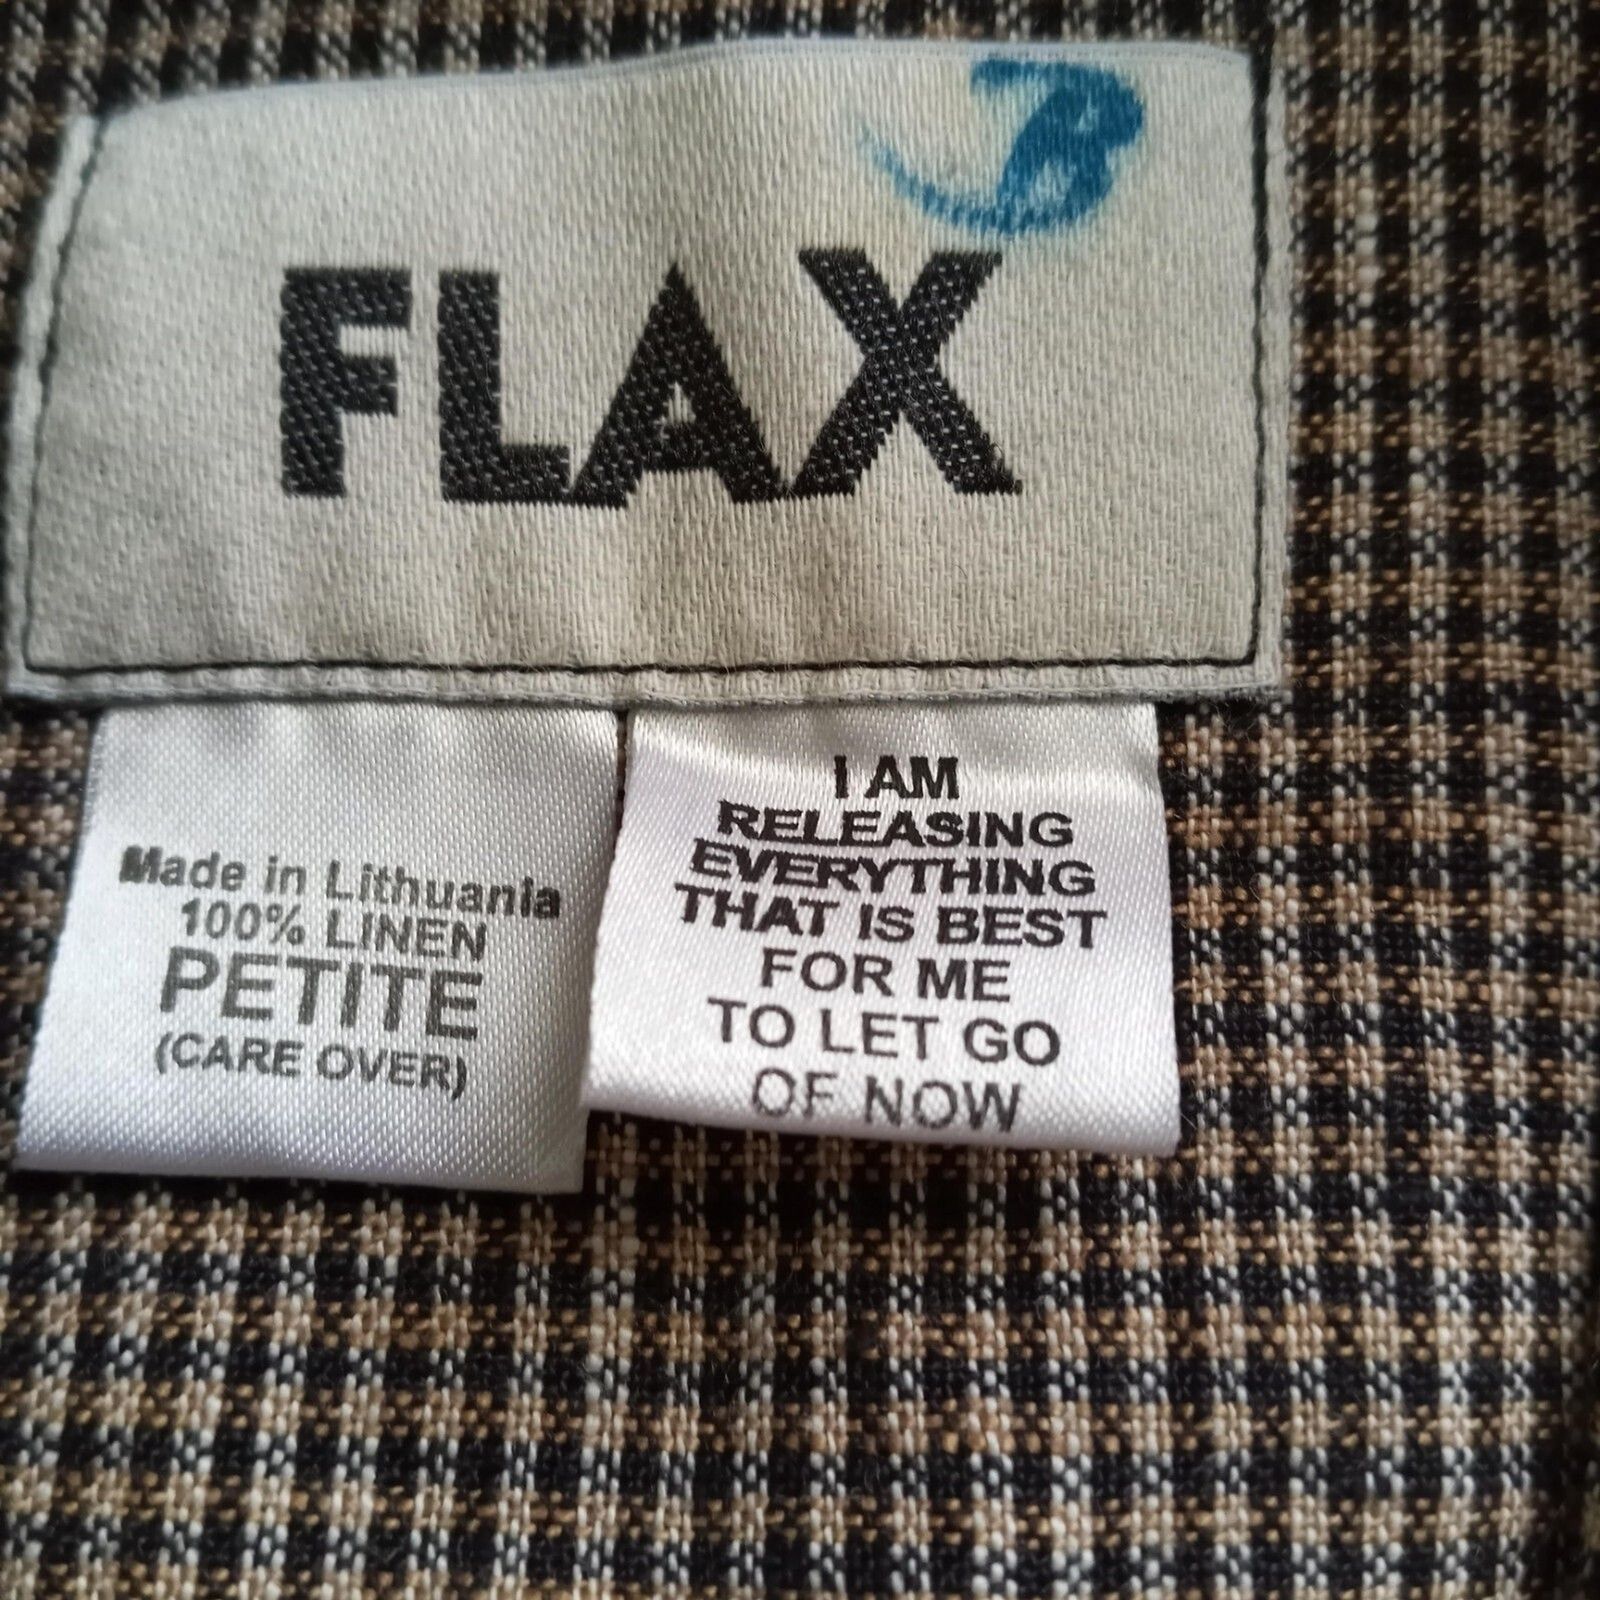 FLAX
Made in Lithuania
100% LINEN
PETITE
(CARE OVER)
I AM
RELEASING
EVERYTHING
THAT IS BEST
FOR ME
TO LET GO
OF NOW